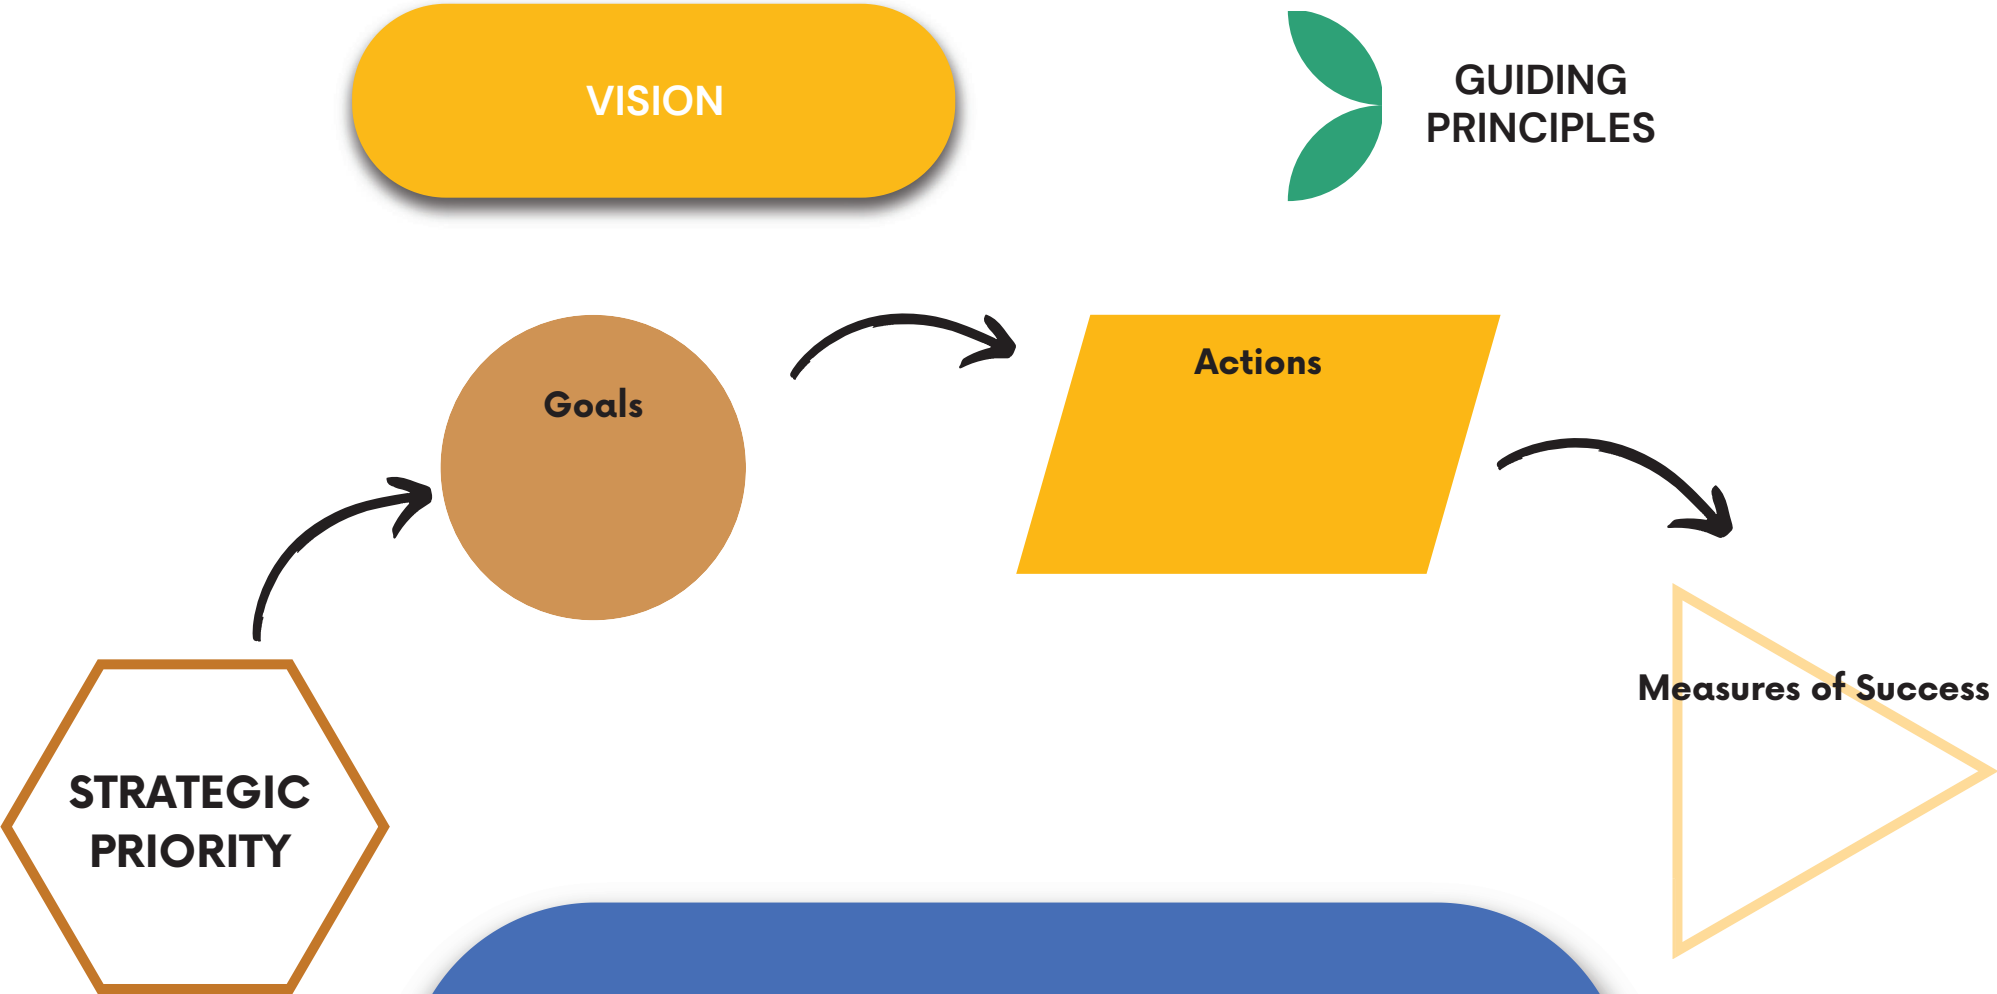 VISION
GUIDING
PRINCIPLES
Goals
Actions
Measures of Success
STRATEGIC
PRIORITY